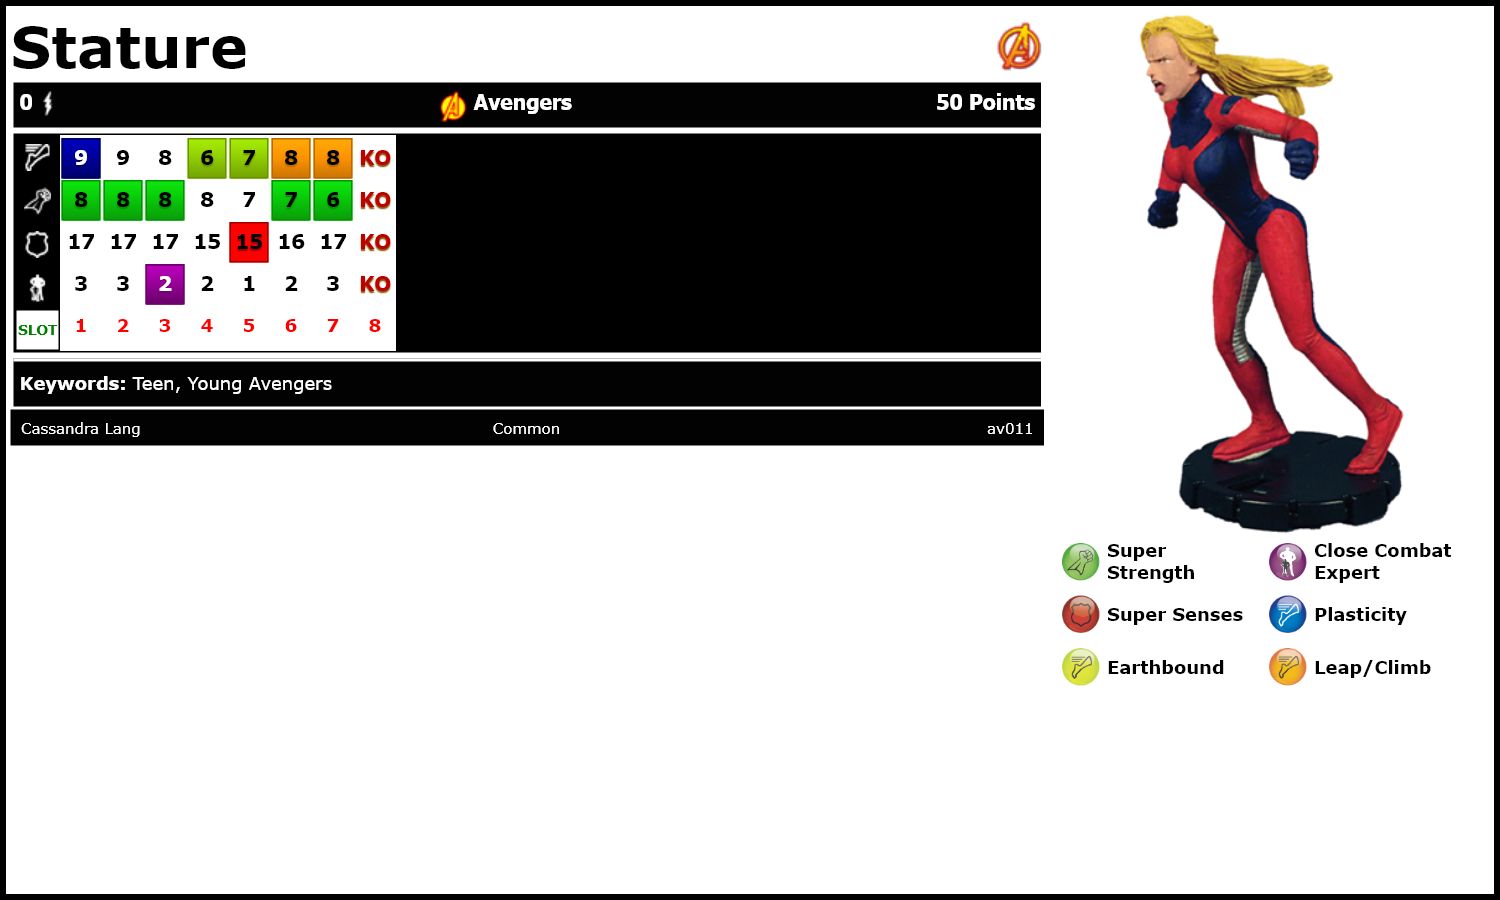 Stature
0 Avengers 50 Points
9 9 8 6 7 8 8 KO
8 8 8 8 7 7 6 KO
17 17 17 15 15 16 17 KO
3 3 2 2 1 2 3 KO
SLOT 1 2 3 4 5 6 7 8
Keywords: Teen, Young Avengers
Cassandra Lang Common av011
Super
Strength
Close Combat
Expert
Super Senses
Plasticity
Earthbound
Leap/Climb